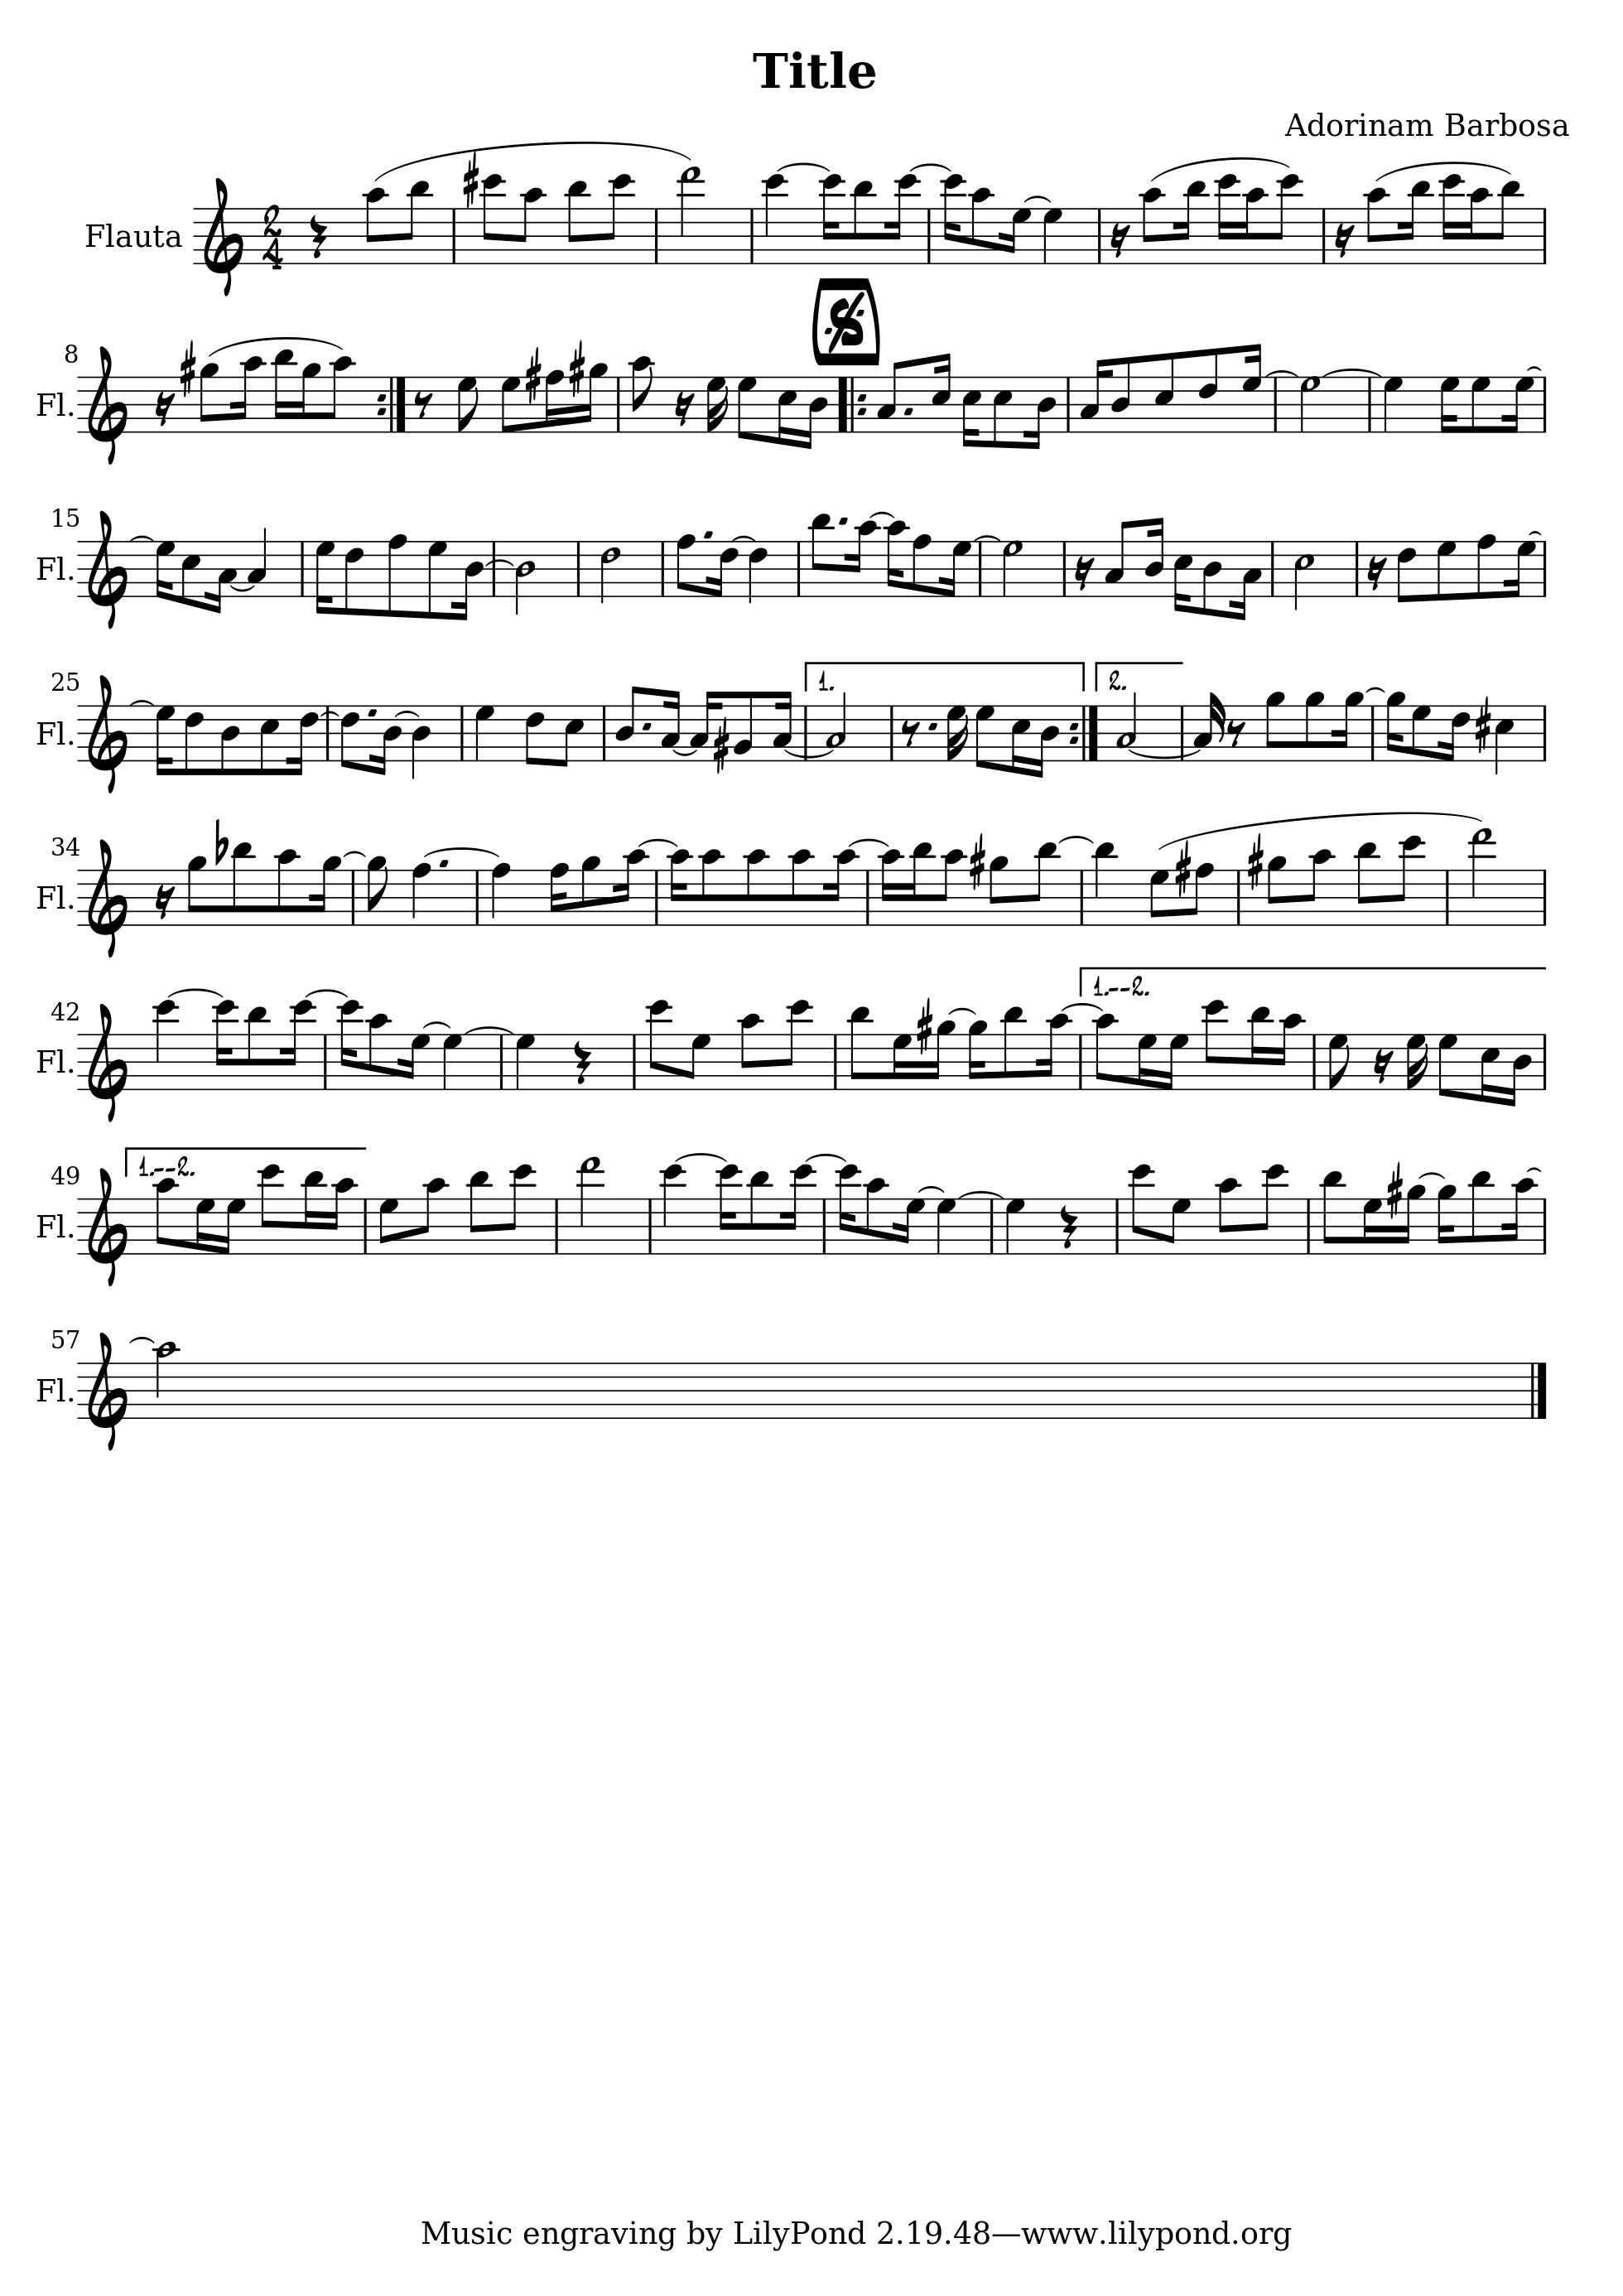 Title
Adorinam Barbosa
Flauta
2
4
8
Fl.
15
Fl.
25
Fl.
1.
2.
34
Fl.
42
Fl.
1.--2.
49
Fl.
1.--2.
57
Fl.
Music engraving by LilyPond 2.19.48—www.lilypond.org